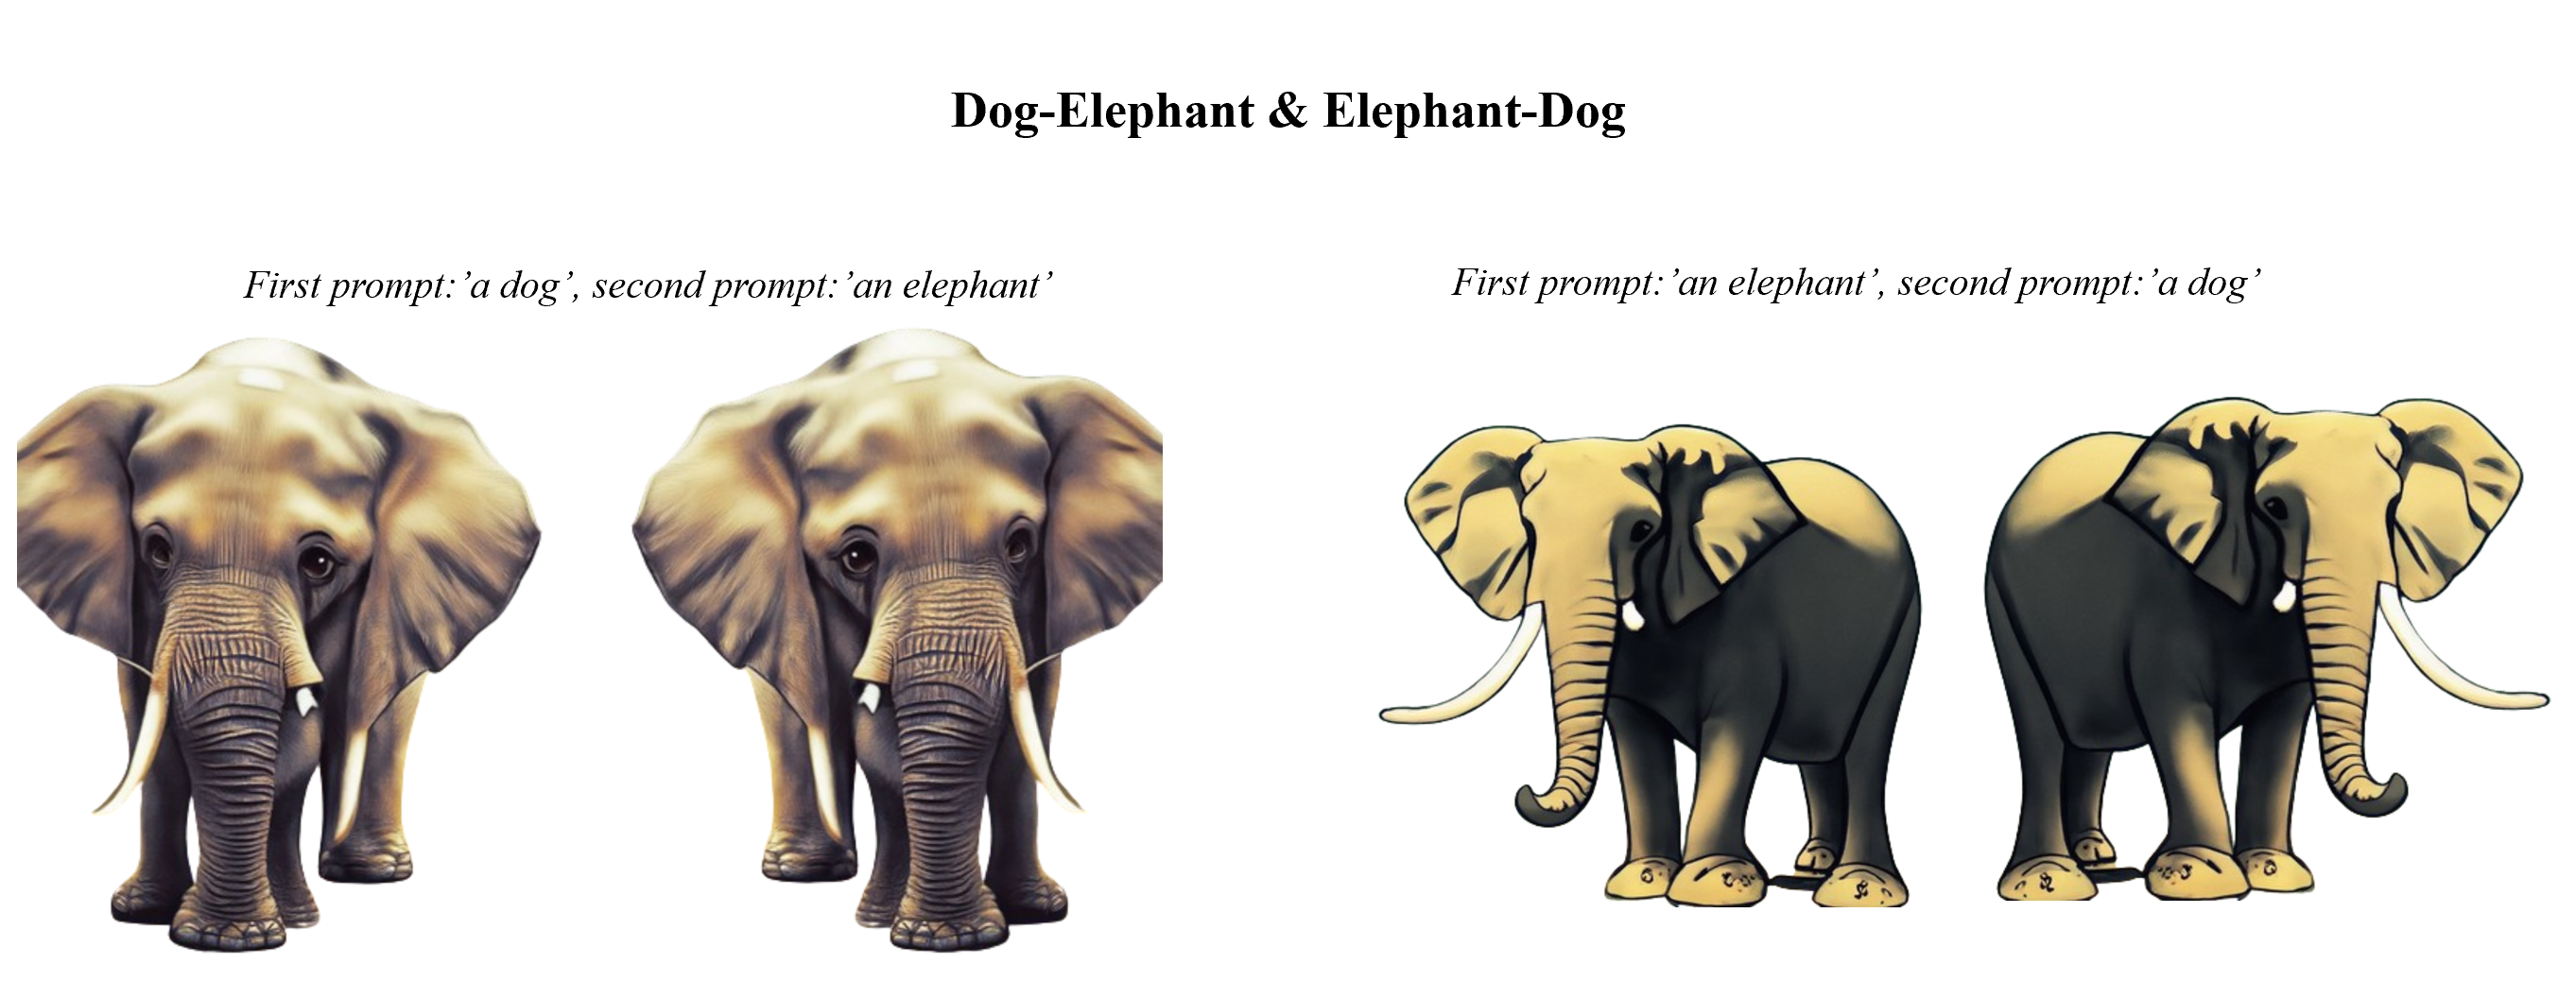 Dog-Elephant & Elephant-Dog
First prompt:’a dog’, second prompt:’an elephant’
First prompt:’an elephant’, second prompt:’a dog’